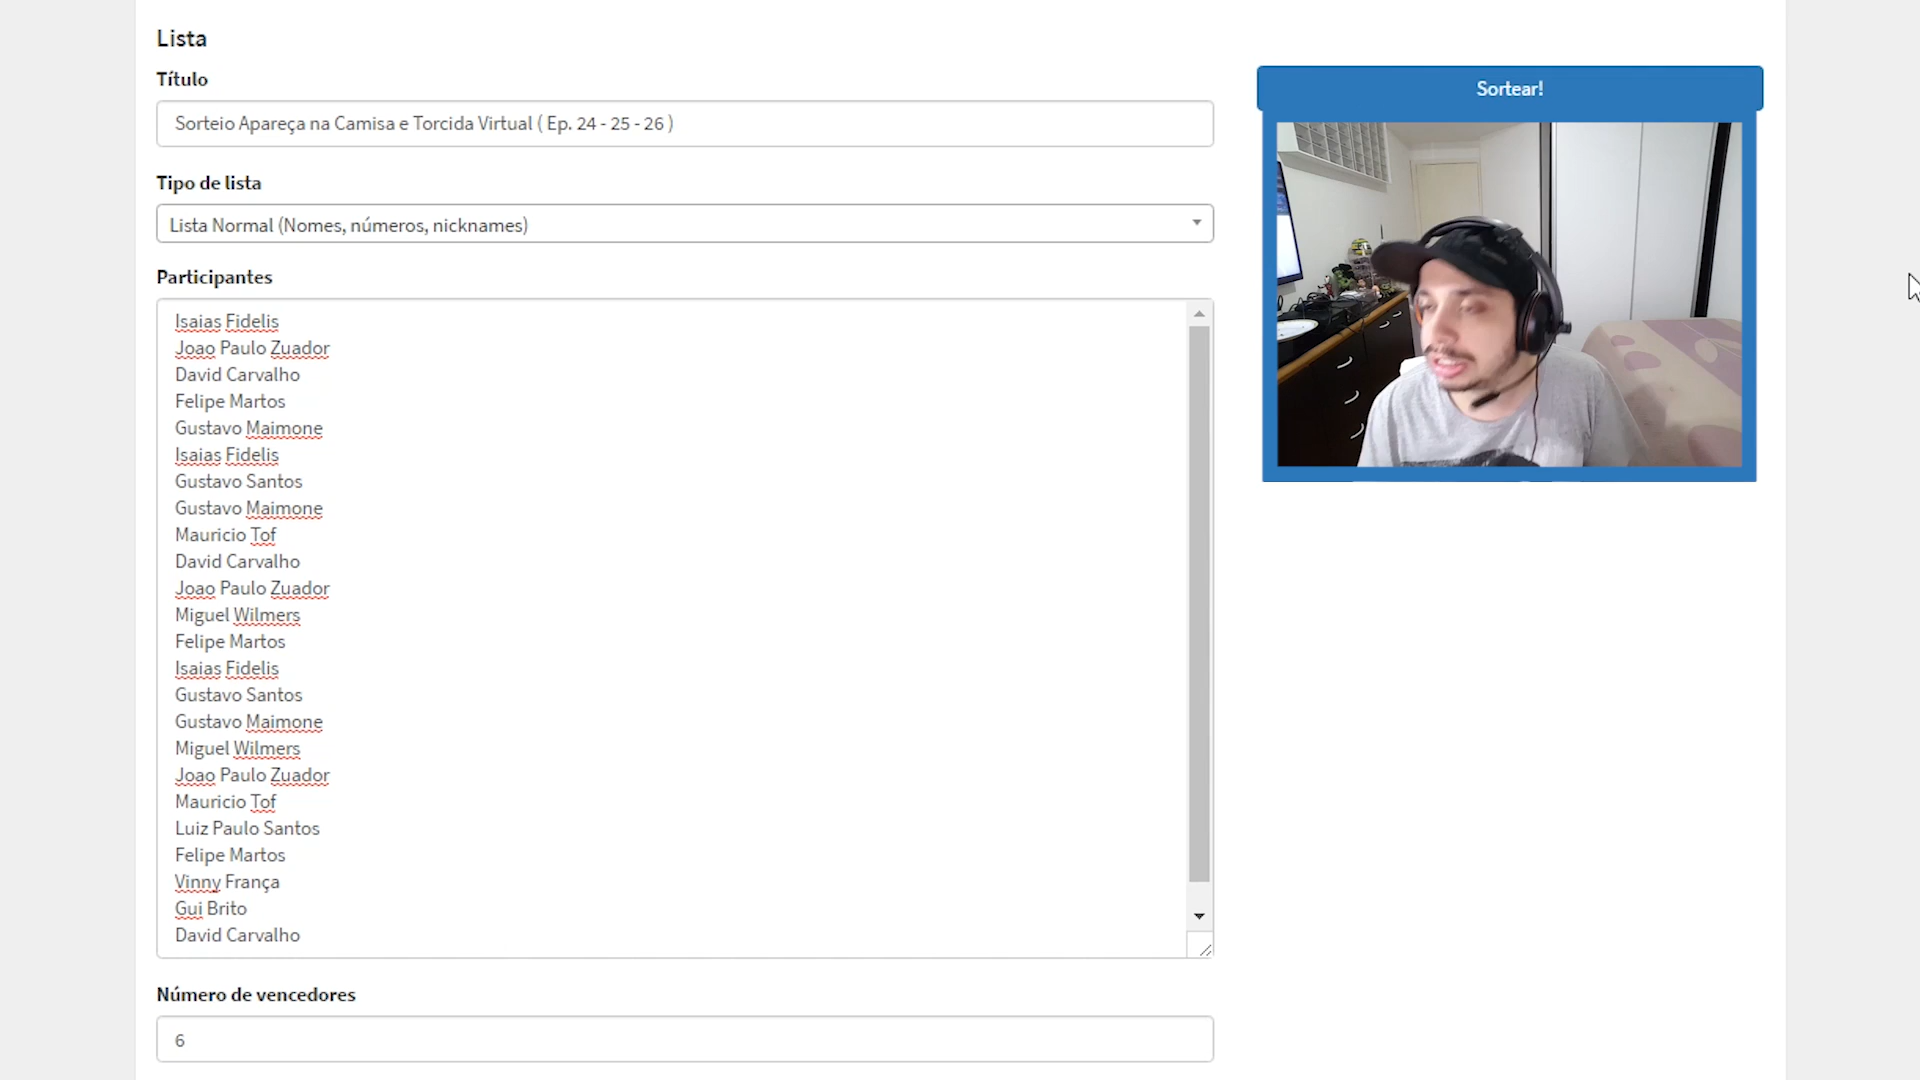 Lista
Título
Sorteio Apareça na Camisa e Torcida Virtual ( Ep. 24 - 25 - 26 )
Tipo de lista
Lista Normal (Nomes, números, nicknames)
Participantes
Isaias Fidelis
Joao Paulo Zuador
David Carvalho
Felipe Martos
Gustavo Maimone
Isaias Fidelis
Gustavo Santos
Gustavo Maimone
Mauricio Tof
David Carvalho
Joao Paulo Zuador
Miguel Wilmers
Felipe Martos
Isaias Fidelis
Gustavo Santos
Gustavo Maimone
Miguel Wilmers
Joao Paulo Zuador
Mauricio Tof
Luiz Paulo Santos
Felipe Martos
Vinny França
Gui Brito
David Carvalho
Número de vencedores
6
Sortear!